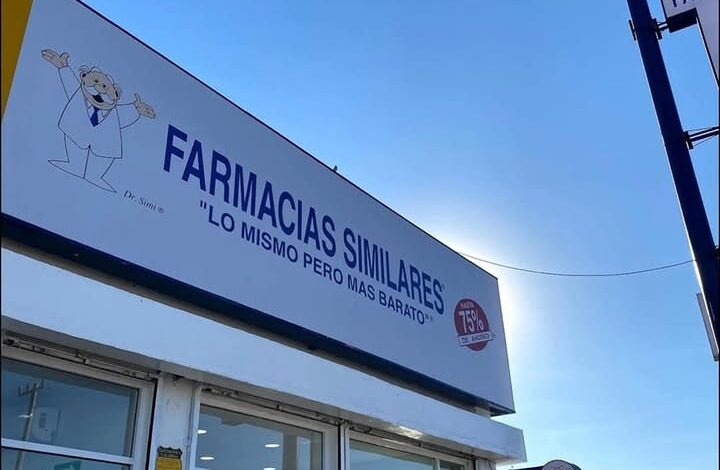 Dr. Simi ®
FARMACIAS SIMILARES®
"LO MISMO PERO MAS BARATO"®
HASTA
75%
DE AHORRO